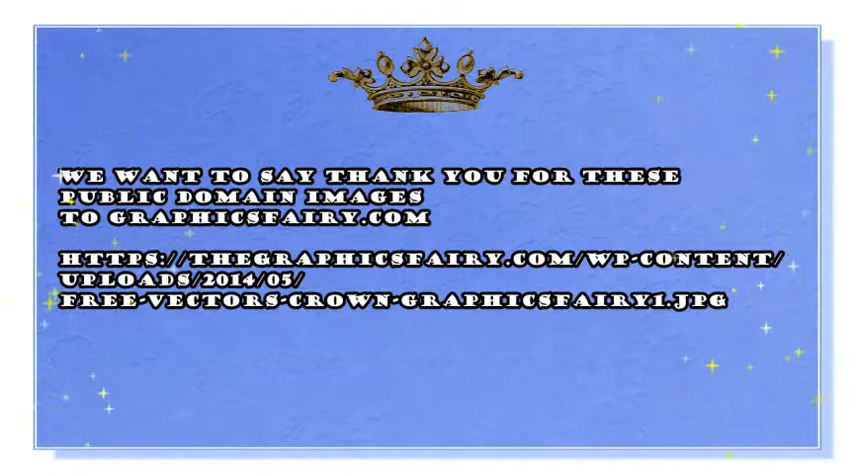 WE WANT TO SAY THANK YOU FOR THESE
PUBLIC DOMAIN IMAGES
TO GRAPHICSFAIRY.COM
HTTPS://THEGRAPHICSFAIRY.COM/WP-CONTENT/
UPLOADS/2014/05/
FREE-VECTORS-CROWN-GRAPHICSFAIRY1.JPG